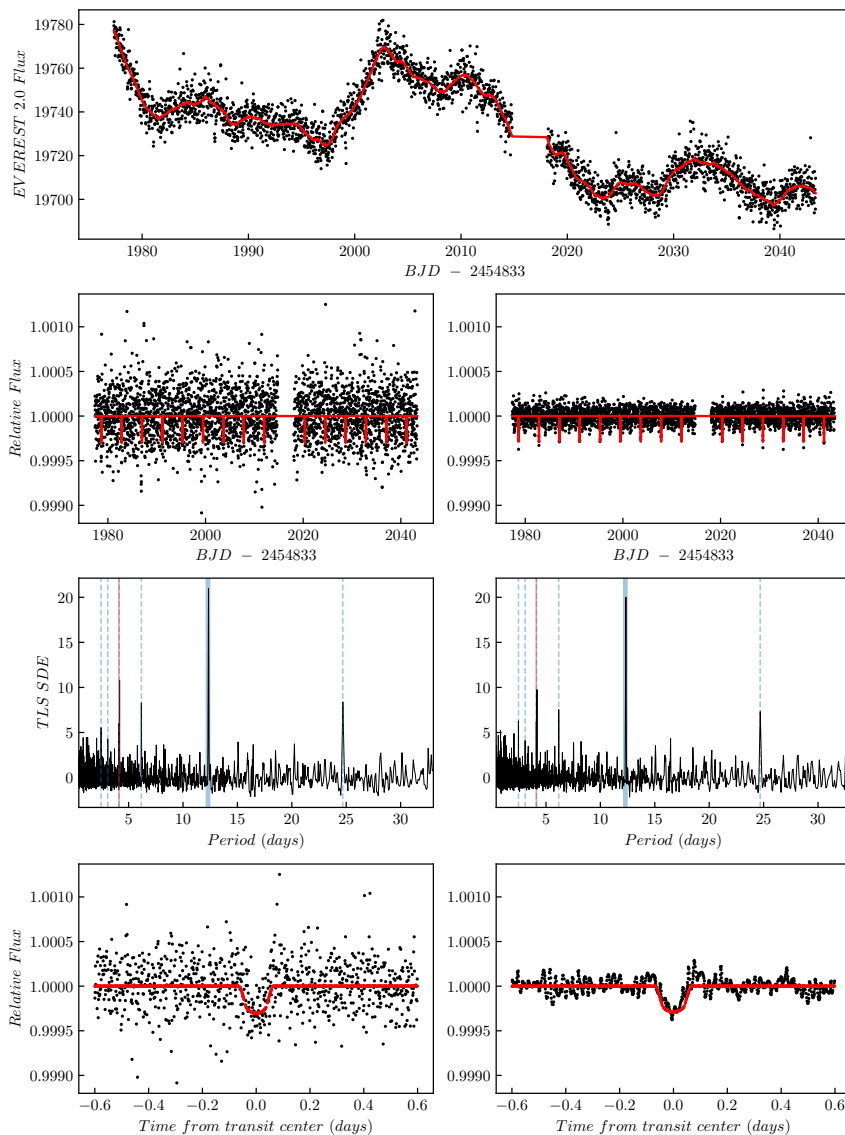 EVEREST 2.0 Flux
19780
19760
19740
19720
19700
1980 1990 2000 2010 2020 2030 2040
BJD − 2454833
Relative Flux
1.0010
1.0005
1.0000
0.9995
0.9990
1980 2000 2020 2040
BJD − 2454833
1.0010
1.0005
1.0000
0.9995
0.9990
1980 2000 2020 2040
BJD − 2454833
TLS SDE
20
15
10
5
0
5 10 15 20 25 30
Period (days)
20
15
10
5
0
5 10 15 20 25 30
Period (days)
Relative Flux
1.0010
1.0005
1.0000
0.9995
0.9990
−0.6 −0.4 −0.2 0.0 0.2 0.4 0.6
Time from transit center (days)
1.0010
1.0005
1.0000
0.9995
0.9990
−0.6 −0.4 −0.2 0.0 0.2 0.4 0.6
Time from transit center (days)